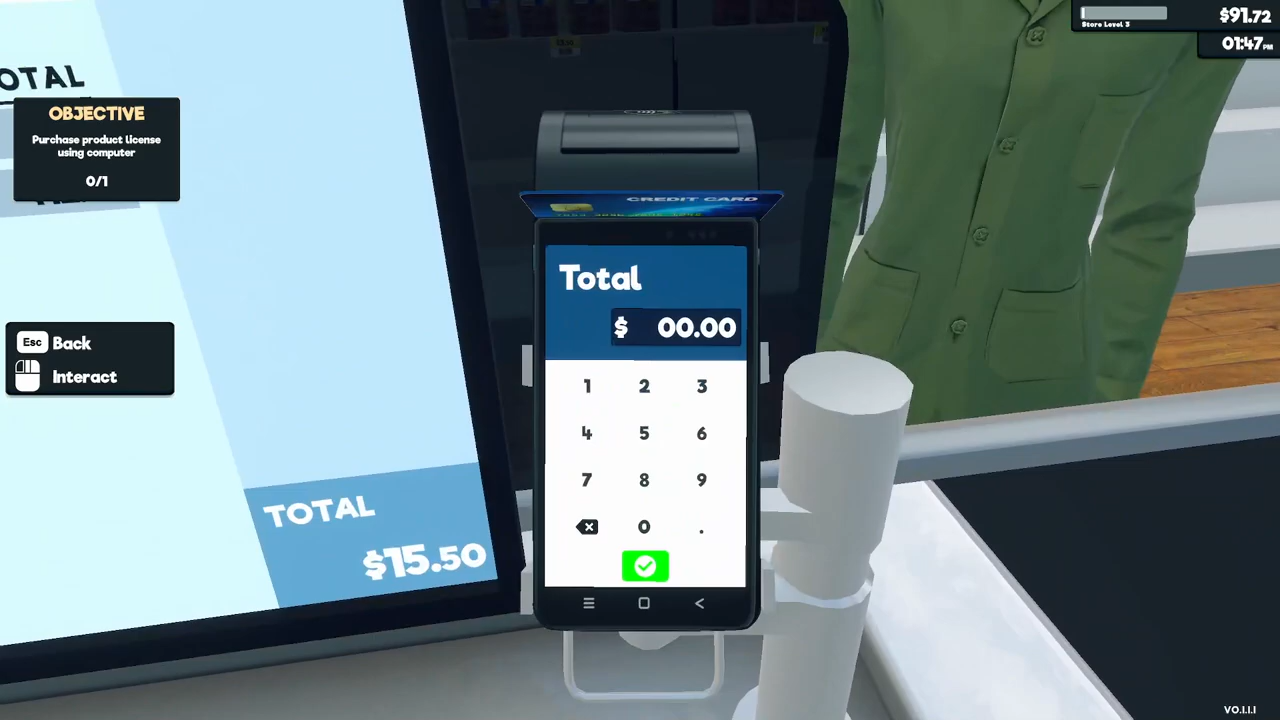 OTAL
OBJECTIVE
Purchase product license
using computer
0/1
Esc Back
Interact
TOTAL
$15.50
CREDIT CARD
Total
$ 00.00
1 2 3
4 5 6
7 8 9
0 .
Store Level 3
$91.72
01:47PM
V0.1.1.1